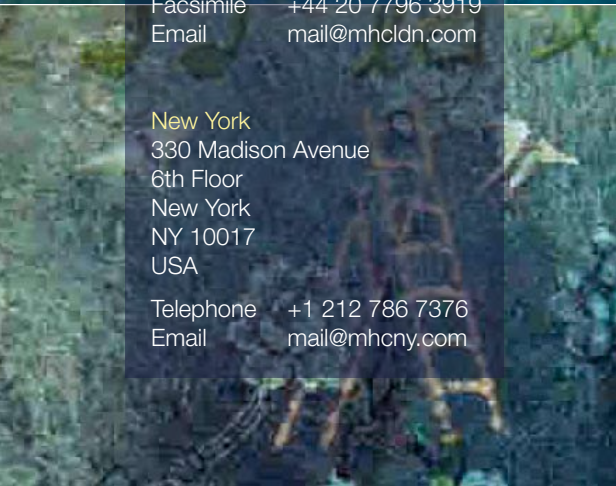 Facsimile +44 20 7796 3919
Email mail@mhcldn.com
New York
330 Madison Avenue
6th Floor
New York
NY 10017
USA
Telephone +1 212 786 7376
Email mail@mhcny.com